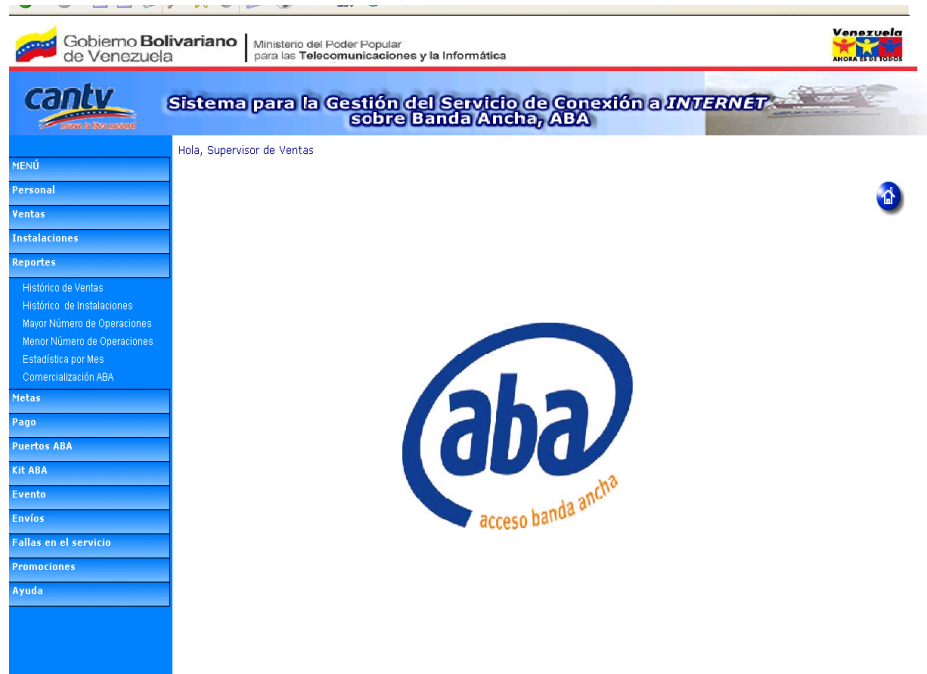 Gobierno Bolivariano
de Venezuela
Ministerio del Poder Popular
para las Telecomunicaciones y la Informática
Venezuela
AHORA ES DE TODOS
cantv
Sistema para la Gestión del Servicio de Conexión a INTERNET
sobre Banda Ancha, ABA
Hola, Supervisor de Ventas
MENÚ
Personal
Ventas
Instalaciones
Reportes
Histórico de Ventas
Histórico de Instalaciones
Mayor Número de Operaciones
Menor Número de Operaciones
Estadística por Mes
Comercialización ABA
Metas
Pago
Puertos ABA
Kit ABA
Evento
Envíos
Fallas en el servicio
Promociones
Ayuda
aba
acceso banda ancha